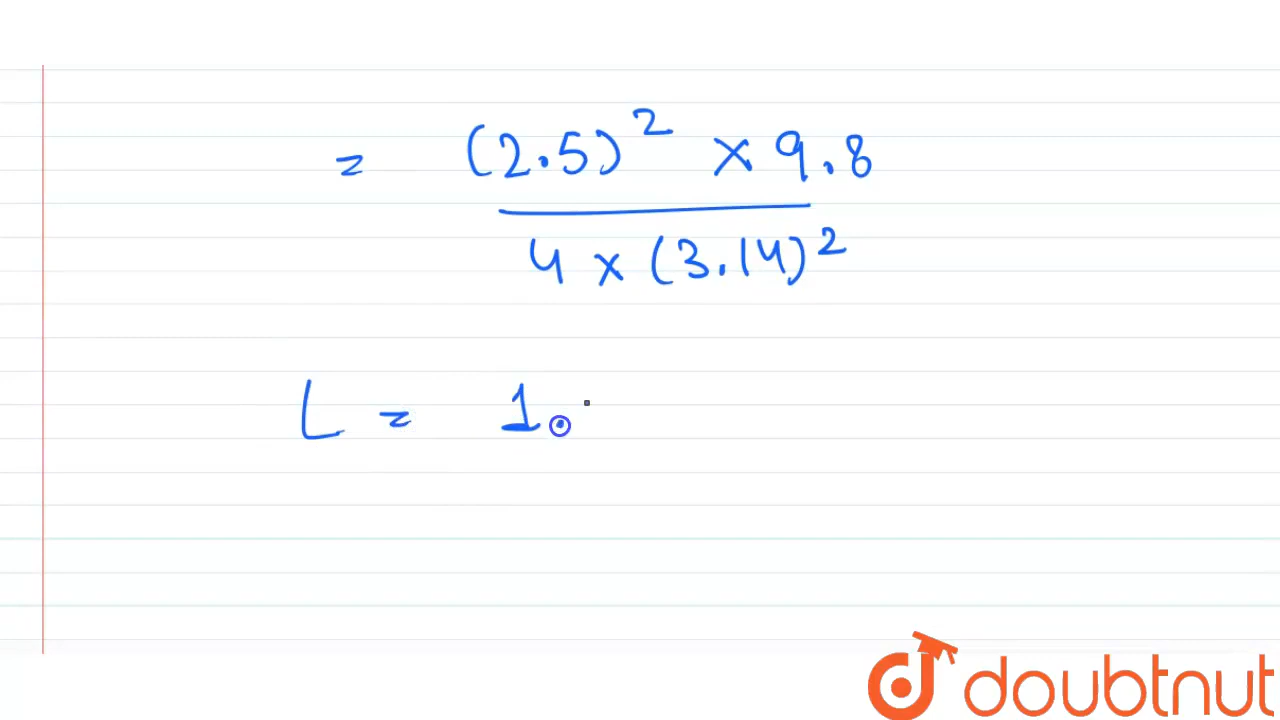 = (2.5)² × 9.8
4 × (3.14)²
L = 1.
doubtnut